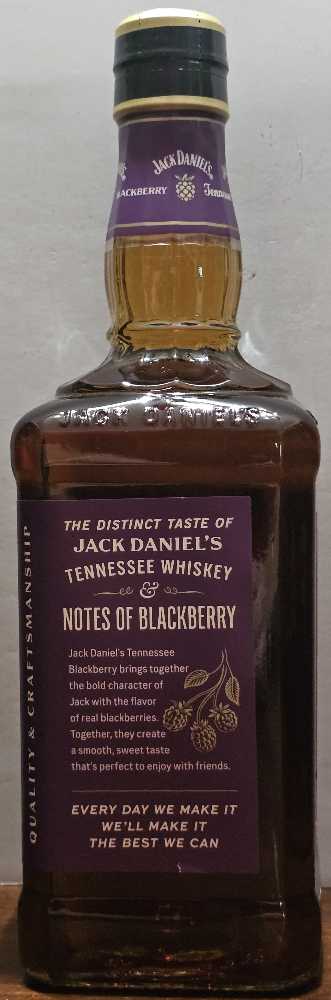 JACK DANIEL'S
BLACKBERRY
JACK DANIEL'S
THE DISTINCT TASTE OF
JACK DANIEL'S
TENNESSEE WHISKEY
&
NOTES OF BLACKBERRY
Jack Daniel's Tennessee
Blackberry brings together
the bold character of
Jack with the flavor
of real blackberries.
Together, they create
a smooth, sweet taste
that's perfect to enjoy with friends.
EVERY DAY WE MAKE IT
WE'LL MAKE IT
THE BEST WE CAN
QUALITY & CRAFTSMANSHIP